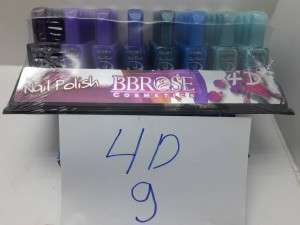 Nail Polish BBROSE 4D
COSMETICS
4D
9